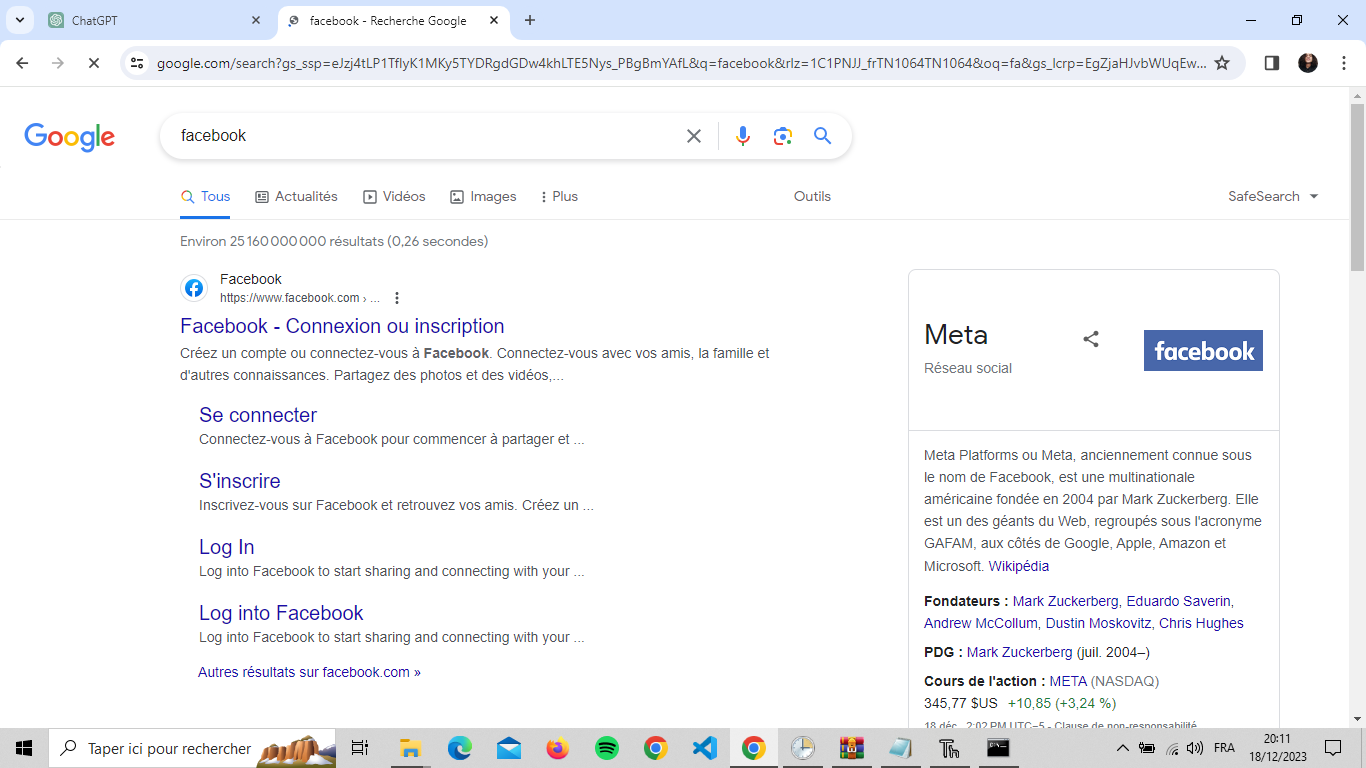 ChatGPT
facebook - Recherche Google
google.com/search?gs_ssp=eJzj4tLP1TflyK1MKy5TYDRgdGDw4khLTE5Nys_PBgBmYAfL&q=facebook&rlz=1C1PNJJ_frTN1064TN1064&oq=fa&gs_lcrp=EgZjaHJvbWUqEw...
Google
facebook
Tous
Actualités
Vidéos
Images
Plus
Outils
SafeSearch
Environ 25 160 000 000 résultats (0,26 secondes)
Facebook
https://www.facebook.com › ...
Facebook - Connexion ou inscription
Créez un compte ou connectez-vous à Facebook. Connectez-vous avec vos amis, la famille et
d'autres connaissances. Partagez des photos et des vidéos,...
Se connecter
Connectez-vous à Facebook pour commencer à partager et ...
S'inscrire
Inscrivez-vous sur Facebook et retrouvez vos amis. Créez un ...
Log In
Log into Facebook to start sharing and connecting with your ...
Log into Facebook
Log into Facebook to start sharing and connecting with your ...
Autres résultats sur facebook.com »
Meta
Réseau social
facebook
Meta Platforms ou Meta, anciennement connue sous
le nom de Facebook, est une multinationale
américaine fondée en 2004 par Mark Zuckerberg. Elle
est un des géants du Web, regroupés sous l'acronyme
GAFAM, aux côtés de Google, Apple, Amazon et
Microsoft. Wikipédia
Fondateurs : Mark Zuckerberg, Eduardo Saverin,
Andrew McCollum, Dustin Moskovitz, Chris Hughes
PDG : Mark Zuckerberg (juil. 2004–)
Cours de l'action : META (NASDAQ)
345,77 $US +10,85 (+3,24 %)
18 déc., 2:02 PM UTC−5 - Clause de non-responsabilité
Taper ici pour rechercher
FRA
20:11
18/12/2023